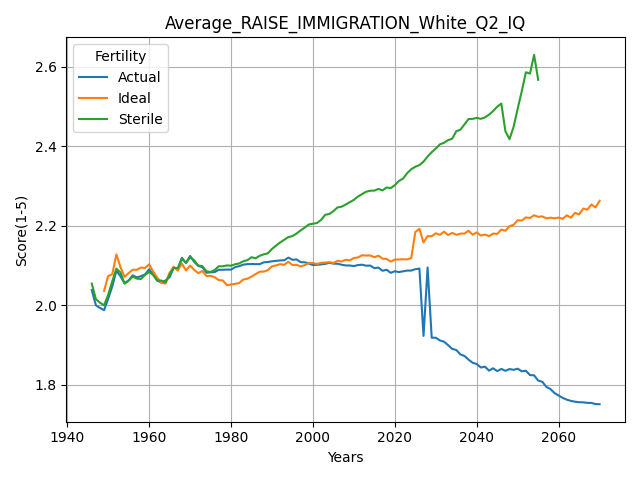 Average_RAISE_IMMIGRATION_White_Q2_IQ
Fertility
Actual
Ideal
Sterile
Score(1-5)
2.6
2.4
2.2
2.0
1.8
1940 1960 1980 2000 2020 2040 2060
Years